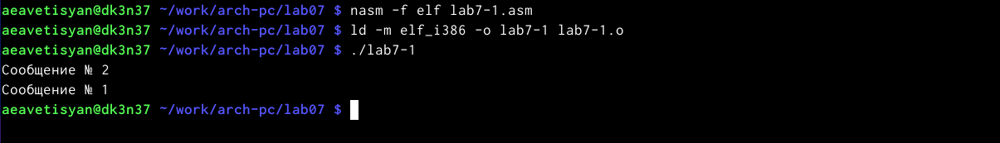 aeavetisyan@dk3n37 ~/work/arch-pc/lab07 $ nasm -f elf lab7-1.asm
aeavetisyan@dk3n37 ~/work/arch-pc/lab07 $ ld -m elf_i386 -o lab7-1 lab7-1.o
aeavetisyan@dk3n37 ~/work/arch-pc/lab07 $ ./lab7-1
Сообщение № 2
Сообщение № 1
aeavetisyan@dk3n37 ~/work/arch-pc/lab07 $